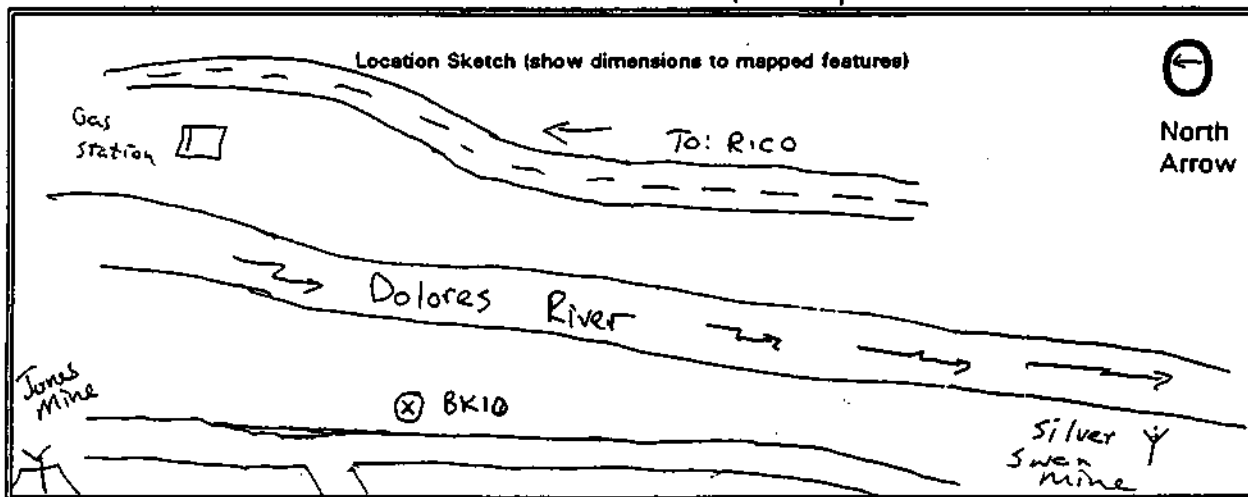 Location Sketch (show dimensions to mapped features)
North
Arrow
Gas
Station
To: RICO
Dolores River
Jones
Mine
BK10
Silver
Swan
Mine